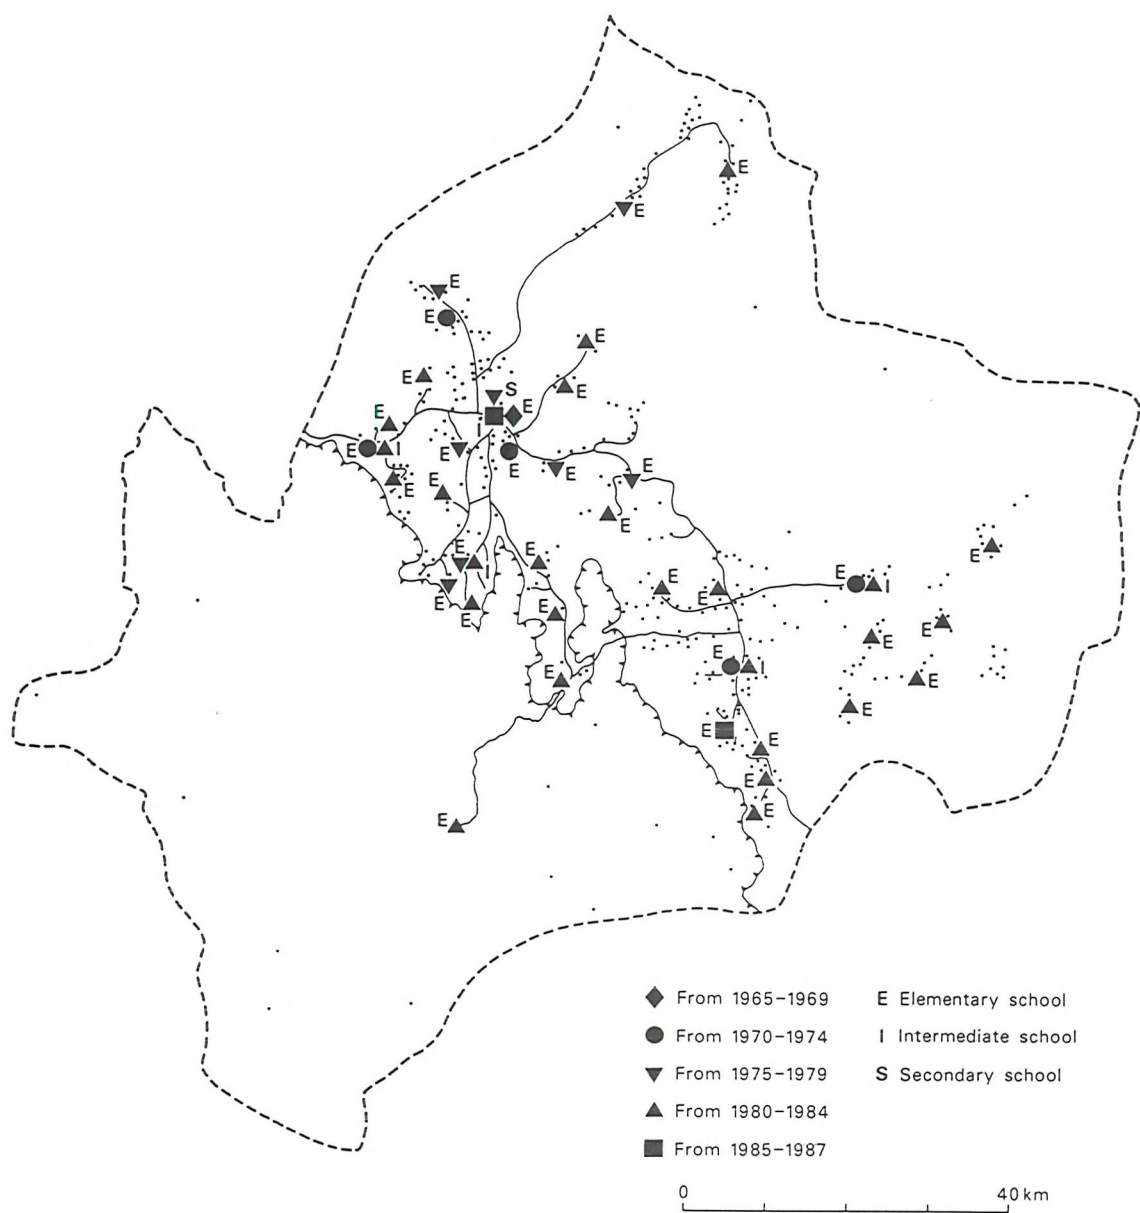 E
E
E
E
E
E
E
S
E
E
I
E I E
E
E
E
E
E
E
E
E
E
I
E
E
E I
E
E
E
E
E
E I
E
E
E
E
E
E
E
E
From 1965–1969 E Elementary school
From 1970–1974 I Intermediate school
From 1975–1979 S Secondary school
From 1980–1984
From 1985–1987
0 40 km